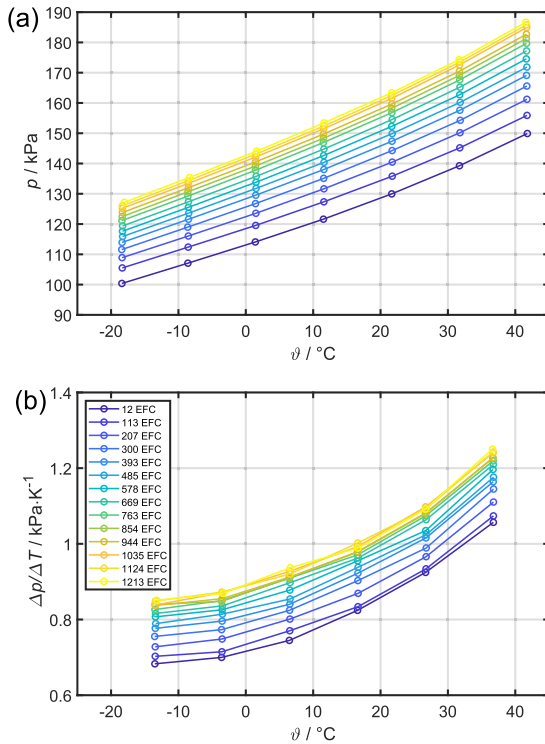 (a)
190
180
170
160
150
140
130
120
110
100
90
p / kPa
-20 -10 0 10 20 30 40
ϑ / °C
(b)
1.4
1.2
1
0.8
0.6
Δp/ΔT / kPa·K⁻¹
12 EFC
113 EFC
207 EFC
300 EFC
393 EFC
485 EFC
578 EFC
669 EFC
763 EFC
854 EFC
944 EFC
1035 EFC
1124 EFC
1213 EFC
-20 -10 0 10 20 30 40
ϑ / °C